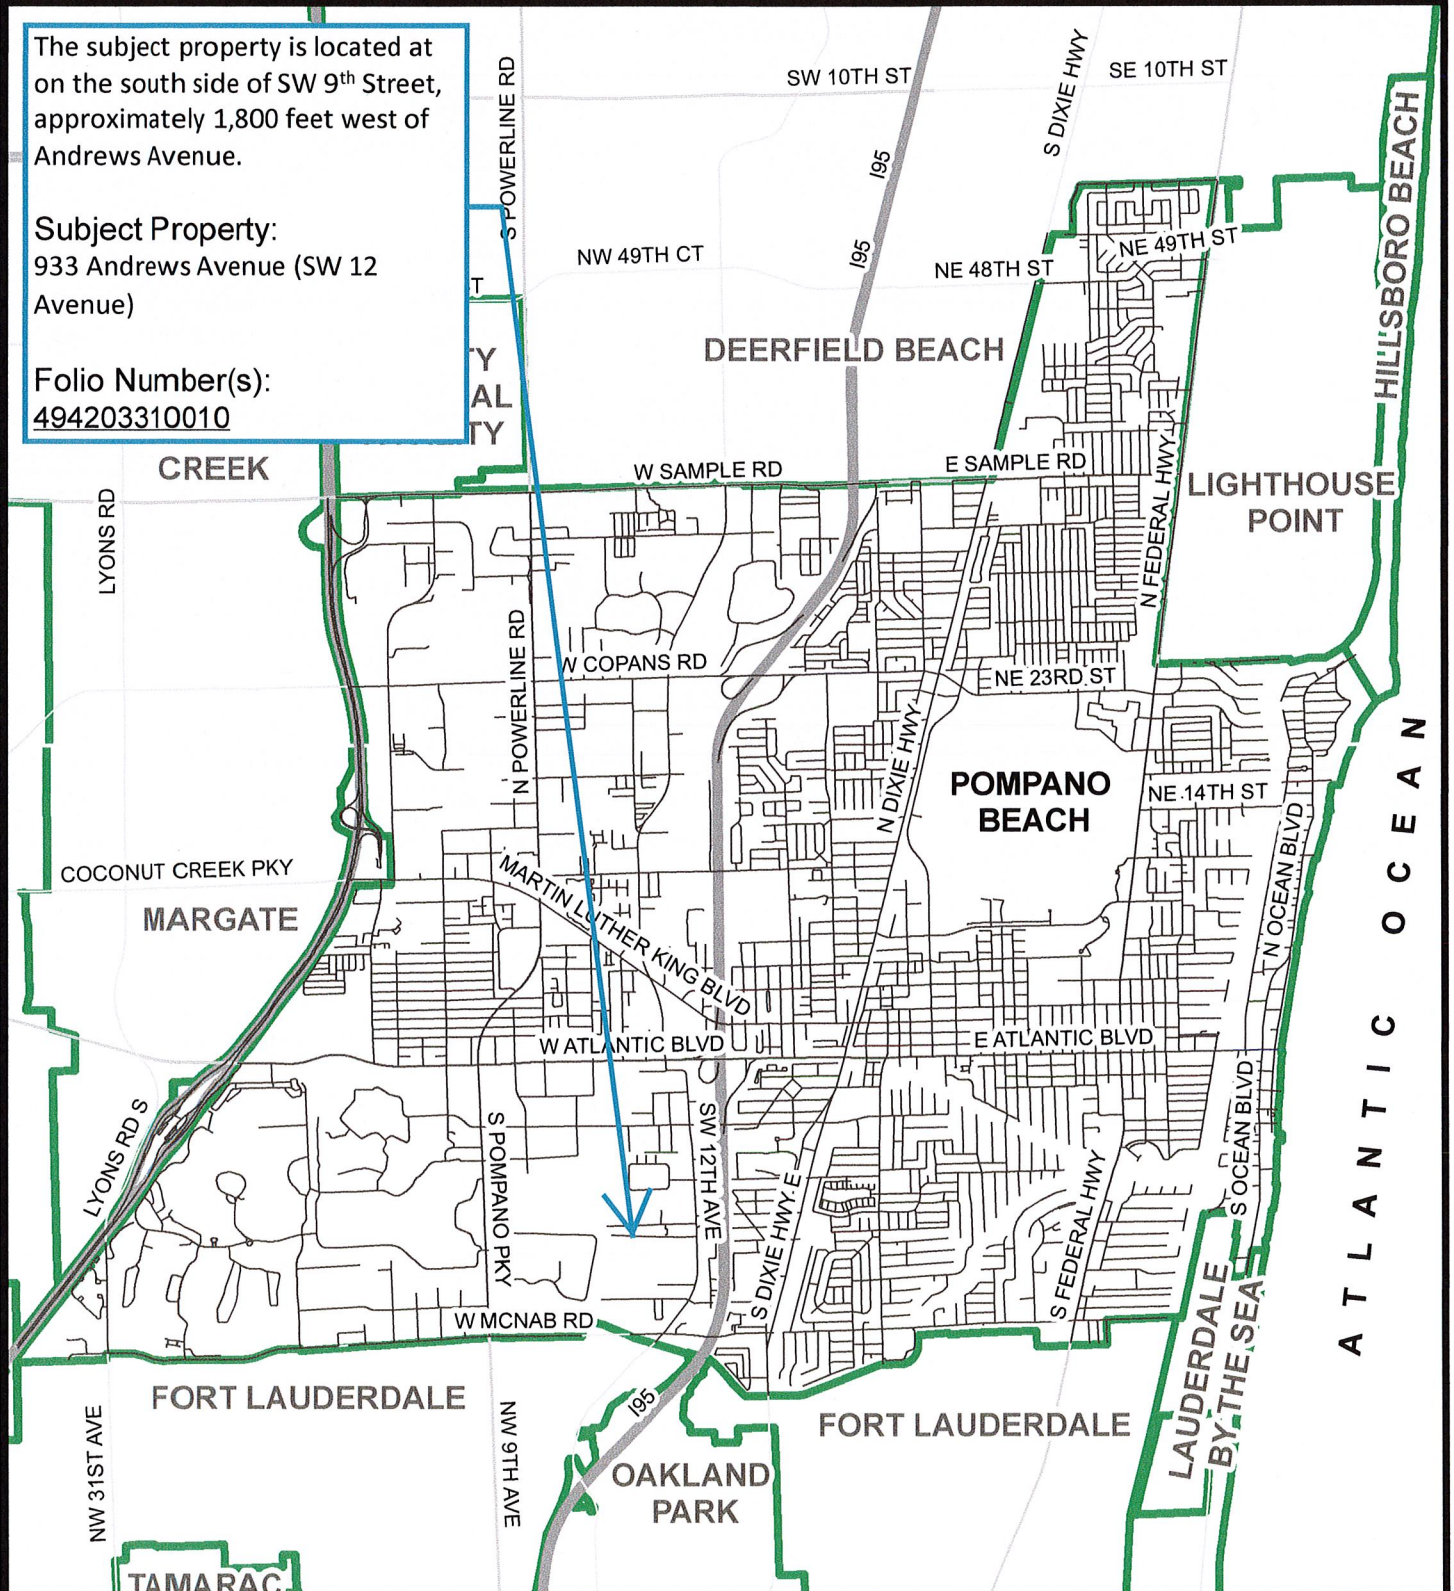 The subject property is located at
on the south side of SW 9th Street,
approximately 1,800 feet west of
Andrews Avenue.
Subject Property:
933 Andrews Avenue (SW 12
Avenue)
Folio Number(s):
494203310010
S POWERLINE RD
SW 10TH ST
SE 10TH ST
S DIXIE HWY
I95
I95
HILLSBORO BEACH
NW 49TH CT
NE 48TH ST
NE 49TH ST
T
TY
AL
TY
DEERFIELD BEACH
CREEK
W SAMPLE RD
E SAMPLE RD
LIGHTHOUSE
POINT
LYONS RD
N FEDERAL HWY
N POWERLINE RD
W COPANS RD
NE 23RD ST
N DIXIE HWY
POMPANO
BEACH
NE 14TH ST
N OCEAN BLVD
ATLANTIC OCEAN
COCONUT CREEK PKY
MARTIN LUTHER KING BLVD
MARGATE
W ATLANTIC BLVD
E ATLANTIC BLVD
LYONS RD S
S POMPANO PKY
SW 12TH AVE
S DIXIE HWY E
S FEDERAL HWY
S OCEAN BLVD
W MCNAB RD
LAUDERDALE
BY THE SEA
FORT LAUDERDALE
I95
FORT LAUDERDALE
NW 31ST AVE
NW 9TH AVE
OAKLAND
PARK
TAMARAC